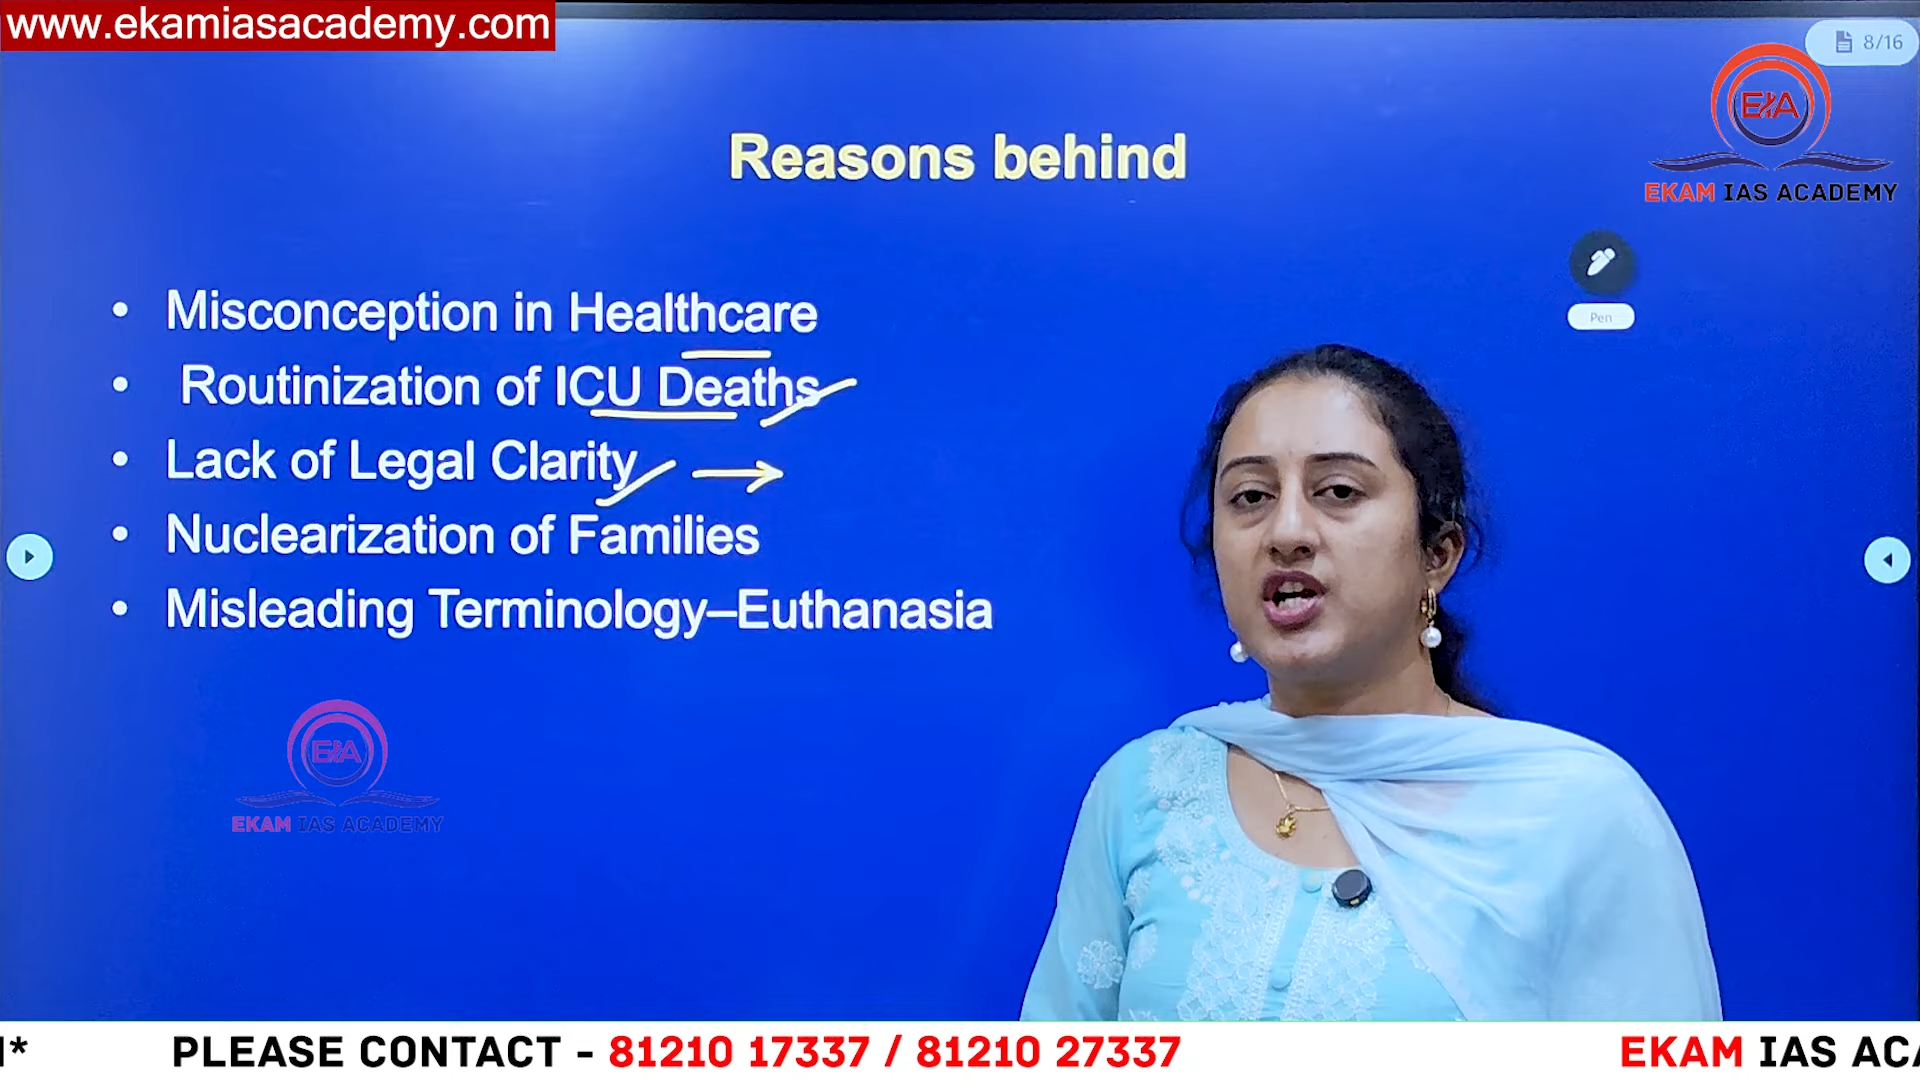 www.ekamiasacademy.com
8/16
EIA
EKAM IAS ACADEMY
Reasons behind
Pen
• Misconception in Healthcare
• Routinization of ICU Deaths
• Lack of Legal Clarity
• Nuclearization of Families
• Misleading Terminology–Euthanasia
EIA
EKAM IAS ACADEMY
PLEASE CONTACT - 81210 17337 / 81210 27337
EKAM IAS